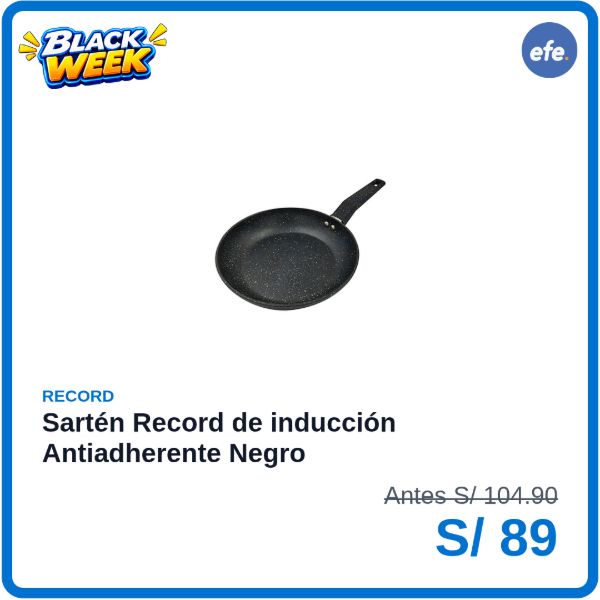 BLACK
WEEK
efe.
RECORD
Sartén Record de inducción
Antiadherente Negro
Antes S/ 104.90
S/ 89